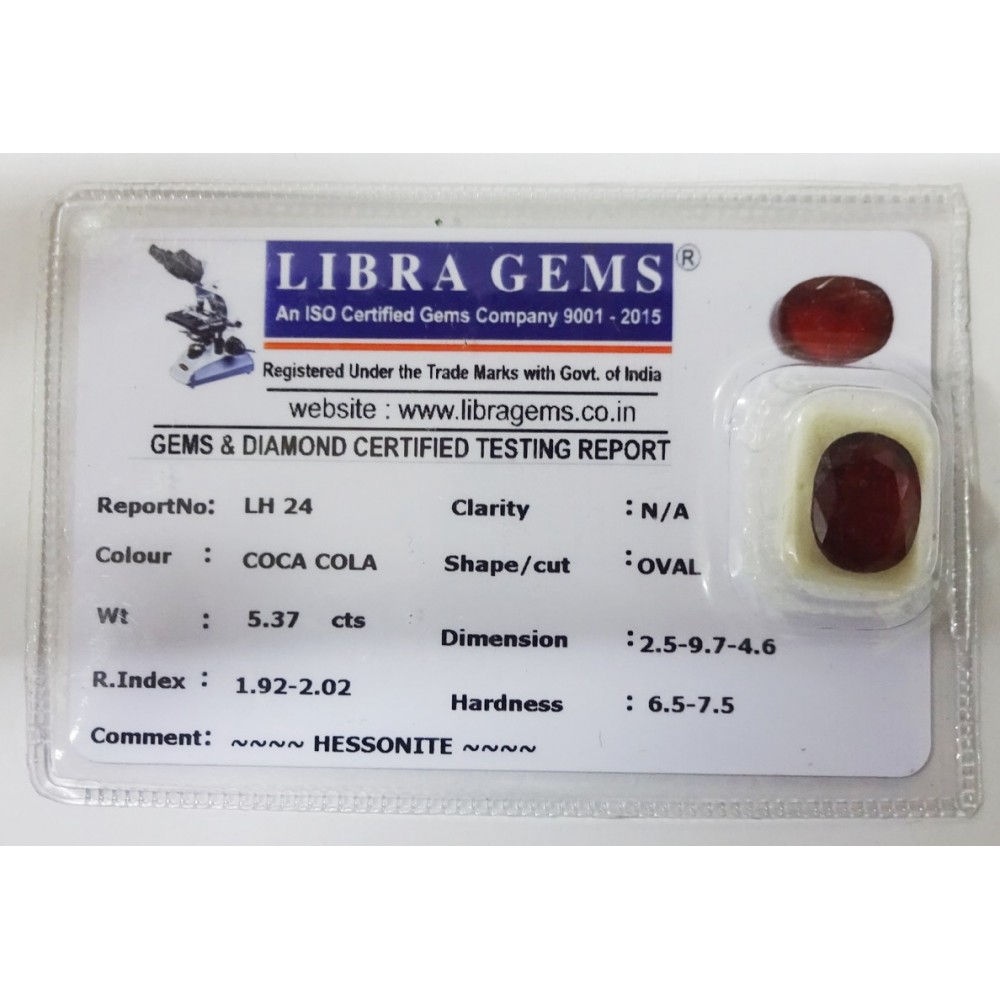 LIBRA GEMS ®
An ISO Certified Gems Company 9001 - 2015
Registered Under the Trade Marks with Govt. of India
website : www.libragems.co.in
GEMS & DIAMOND CERTIFIED TESTING REPORT
ReportNo: LH 24 Clarity : N/A
Colour : COCA COLA Shape/cut : OVAL
Wt : 5.37 cts Dimension : 2.5-9.7-4.6
R.Index : 1.92-2.02 Hardness : 6.5-7.5
Comment: ~~~~ HESSONITE ~~~~